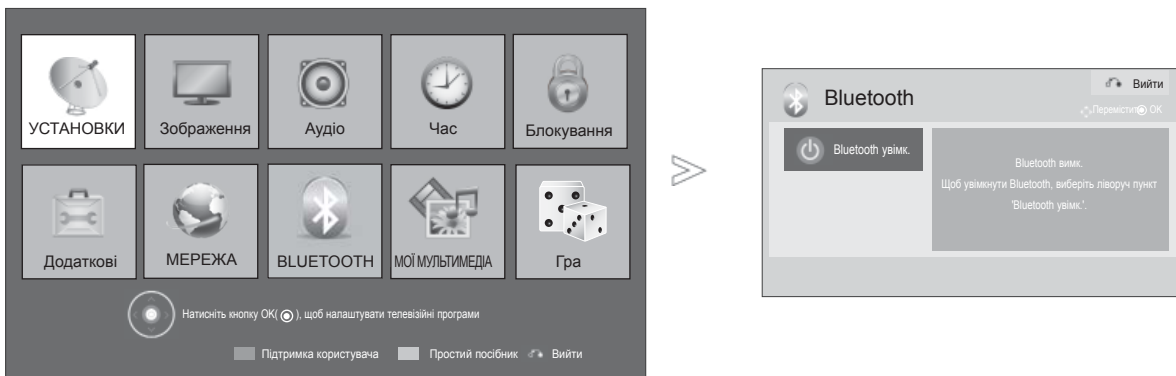 УСТАНОВКИ
Зображення
Аудіо
Час
Блокування
Додаткові
МЕРЕЖА
BLUETOOTH
МОЇ МУЛЬТИМЕДІА
Гра
Натисніть кнопку OK( ), щоб налаштувати телевізійні програми
Підтримка користувача
Простий посібник
Вийти
Bluetooth
Вийти
Перемістити OK
Bluetooth увімк.
Bluetooth вимк.
Щоб увімкнути Bluetooth, виберіть ліворуч пункт
'Bluetooth увімк.'.